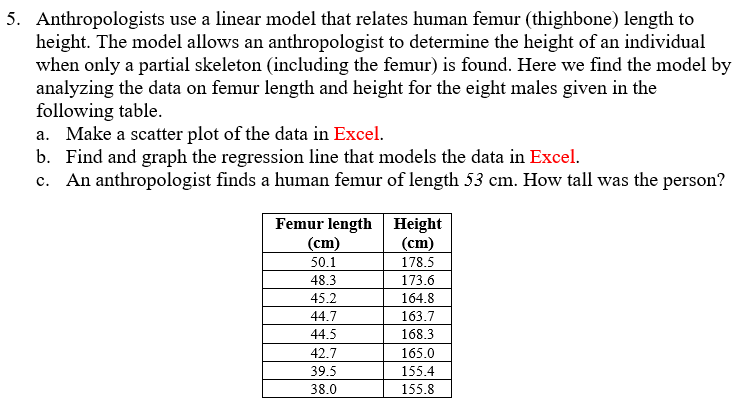 5. Anthropologists use a linear model that relates human femur (thighbone) length to
height. The model allows an anthropologist to determine the height of an individual
when only a partial skeleton (including the femur) is found. Here we find the model by
analyzing the data on femur length and height for the eight males given in the
following table.
a. Make a scatter plot of the data in Excel.
b. Find and graph the regression line that models the data in Excel.
c. An anthropologist finds a human femur of length 53 cm. How tall was the person?
Femur length (cm) Height (cm)
50.1 178.5
48.3 173.6
45.2 164.8
44.7 163.7
44.5 168.3
42.7 165.0
39.5 155.4
38.0 155.8